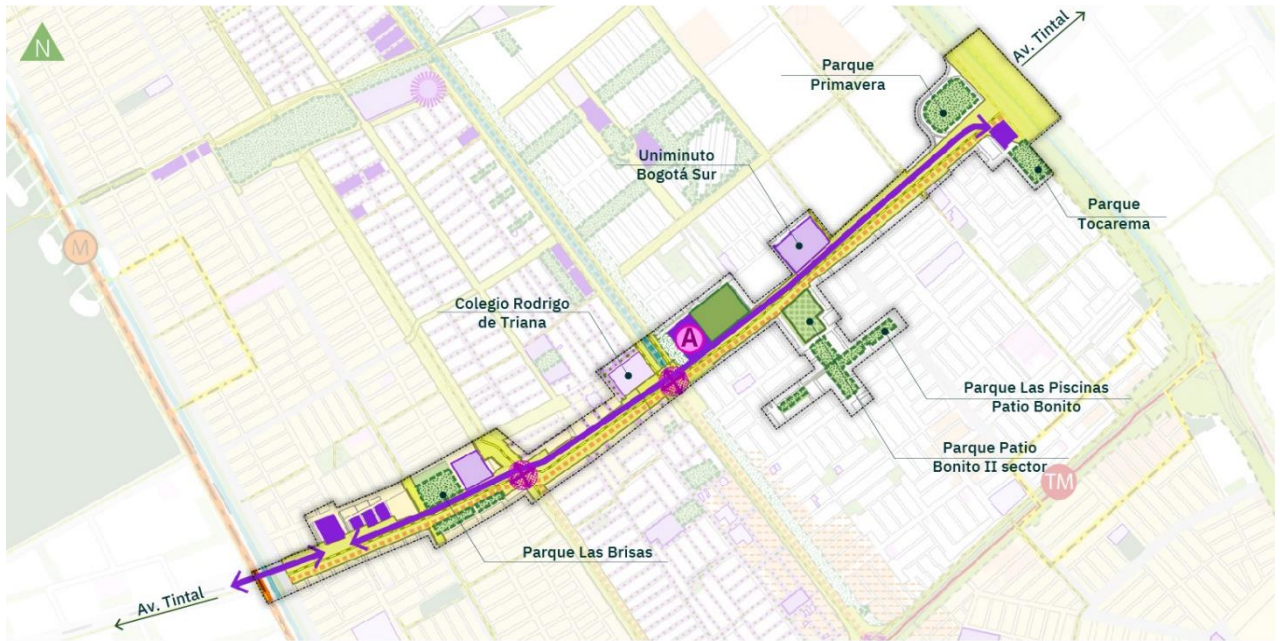 N
Av. Tintal
Parque
Primavera
Uniminuto
Bogotá Sur
Parque
Tocarema
M
Colegio Rodrigo
de Triana
A
Parque Las Piscinas
Patio Bonito
Parque Patio
Bonito II sector
TM
Parque Las Brisas
Av. Tintal